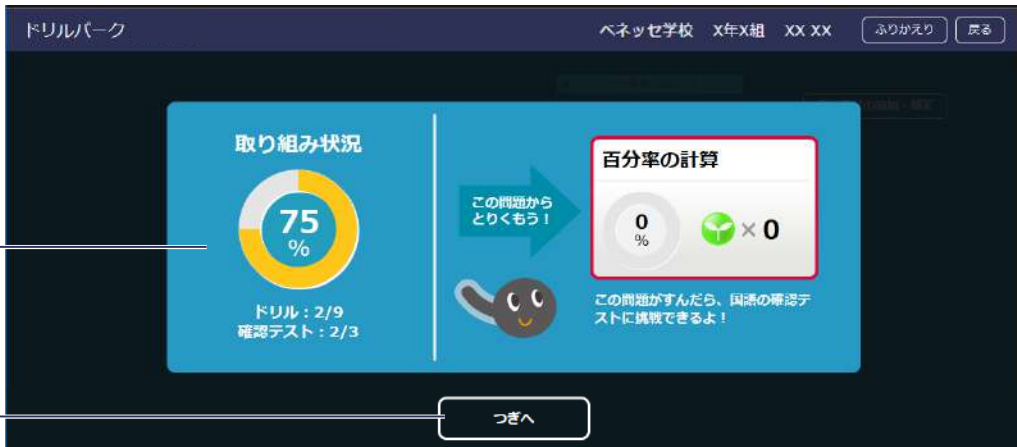 ドリルパーク
ベネッセ学校 X年X組 XX XX
ふりかえり
戻る
取り組み状況
75
%
ドリル:2/9
確認テスト:2/3
この問題から
とりくもう!
百分率の計算
0
%
×0
この問題がすんだら、国語の確認テ
ストに挑戦できるよ!
つぎへ